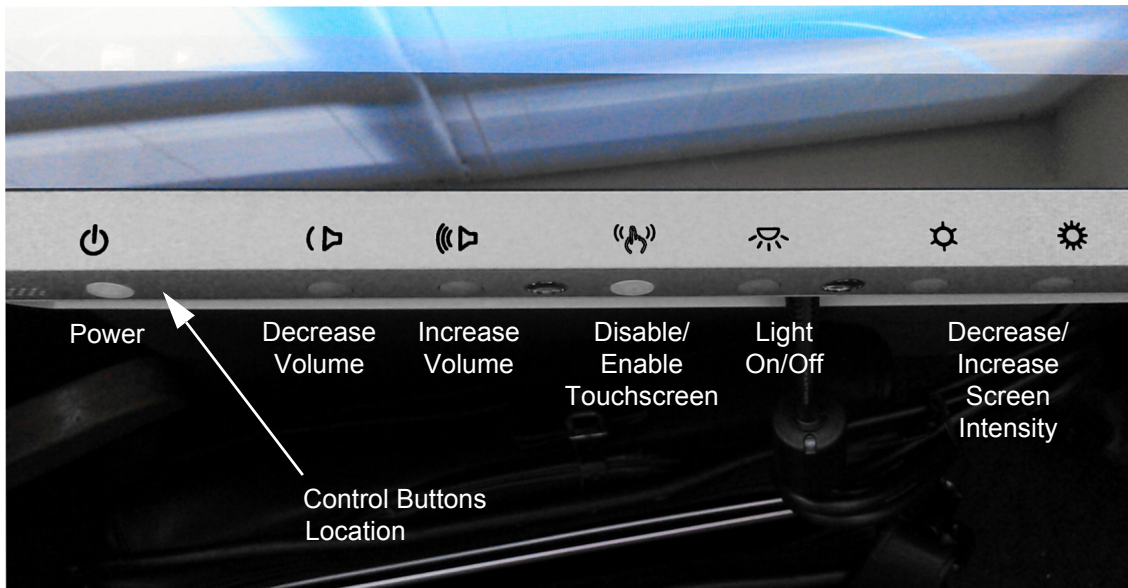 Power
Decrease
Volume
Increase
Volume
Disable/
Enable
Touchscreen
Light
On/Off
Decrease/
Increase
Screen
Intensity
Control Buttons
Location